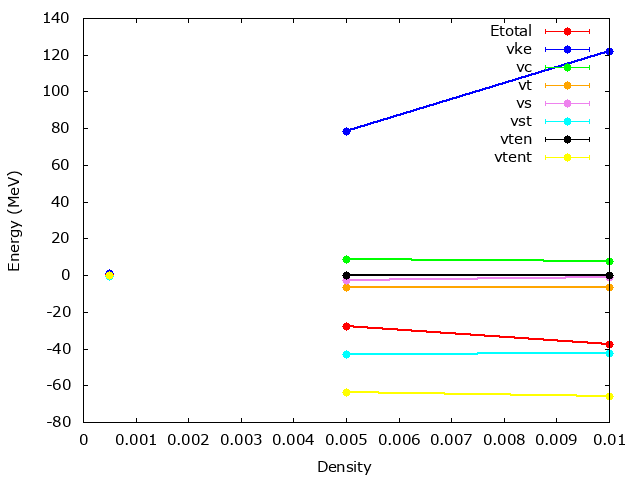 140
120
100
80
60
40
20
0
-20
-40
-60
-80
Energy (MeV)
Etotal
vke
vc
vt
vs
vst
vten
vtent
0 0.001 0.002 0.003 0.004 0.005 0.006 0.007 0.008 0.009 0.01
Density